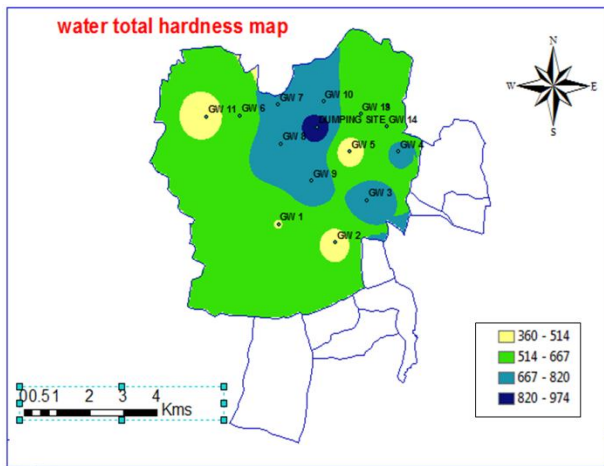 water total hardness map
N
W
E
S
GW 7
GW 10
GW 11
GW 6
DUMPING SITE
GW 14
GW 8
GW 5
GW 4
GW 9
GW 3
GW 1
GW 2
360 - 514
514 - 667
667 - 820
820 - 974
0 0.5 1 2 3 4
Kms